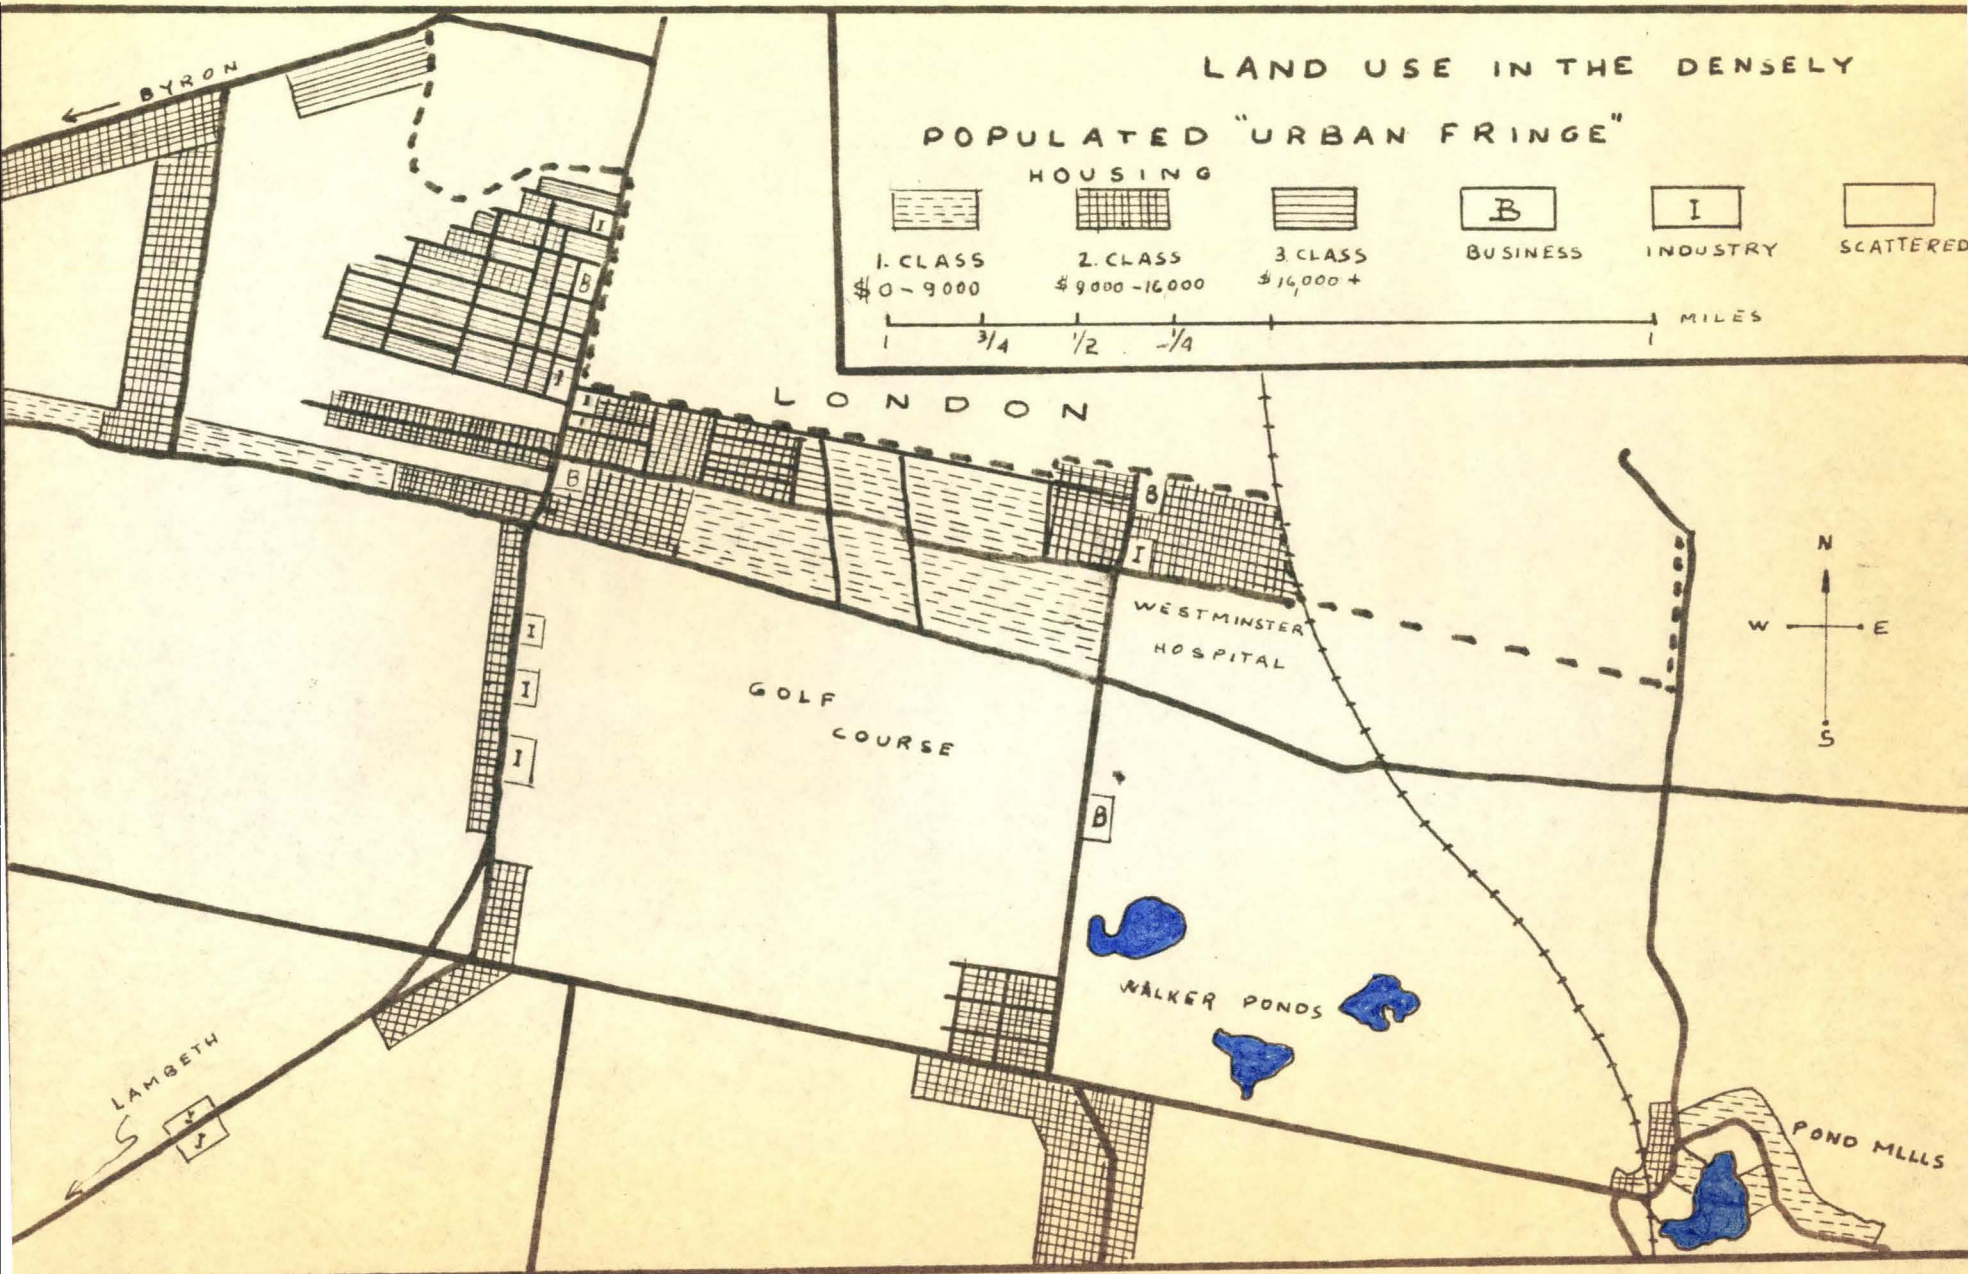 LAND USE IN THE DENSELY
POPULATED "URBAN FRINGE"
HOUSING
1. CLASS
$ 0 - 9000
2. CLASS
$ 9000 - 16000
3. CLASS
$ 16,000 +
B
BUSINESS
I
INDUSTRY
SCATTERED
1 3/4 1/2 1/4 1 MILES
BYRON
I
B
I
I
LONDON
B
B
I
N
W E
S
WESTMINSTER
HOSPITAL
I
I
I
GOLF
COURSE
B
WALKER PONDS
LAMBETH
I
I
POND MLLLS